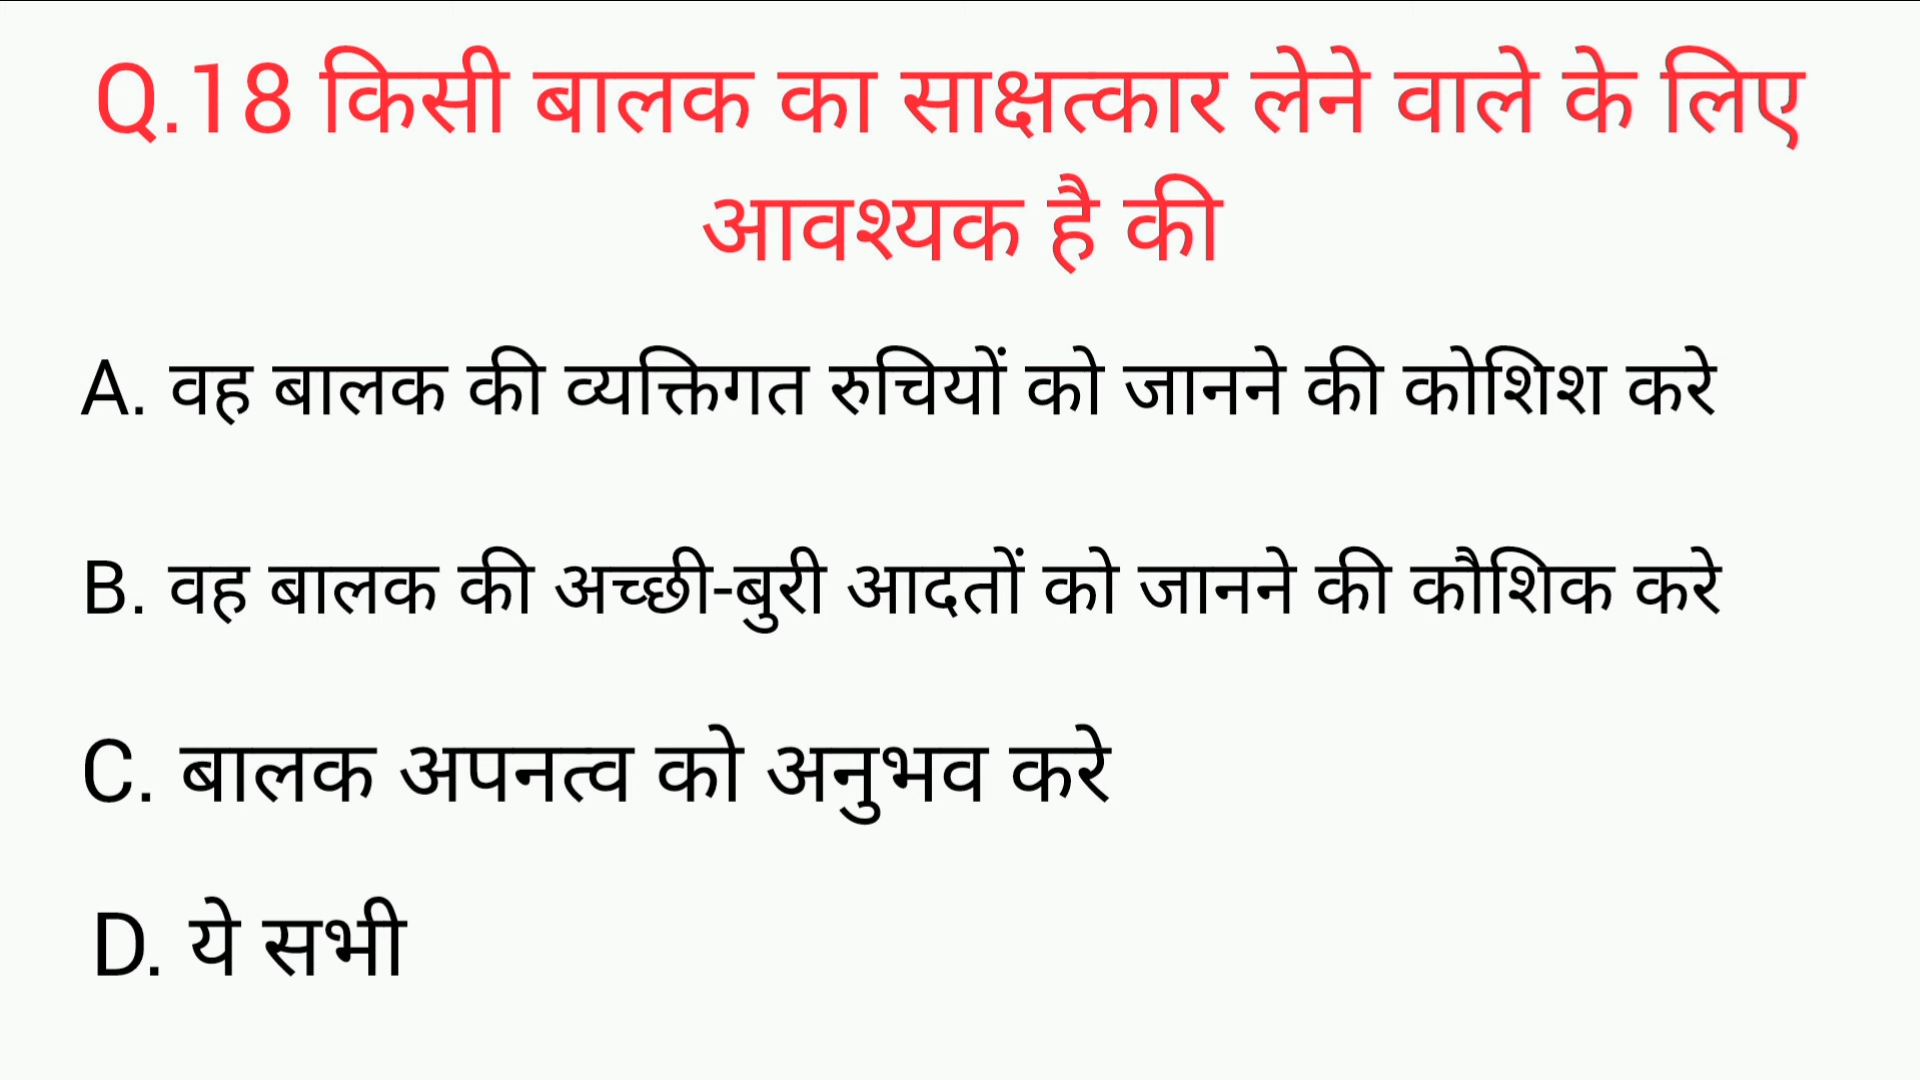 Q.18 किसी बालक का साक्षत्कार लेने वाले के लिए
आवश्यक है की
A. वह बालक की व्यक्तिगत रुचियों को जानने की कोशिश करे
B. वह बालक की अच्छी-बुरी आदतों को जानने की कौशिक करे
C. बालक अपनत्व को अनुभव करे
D. ये सभी